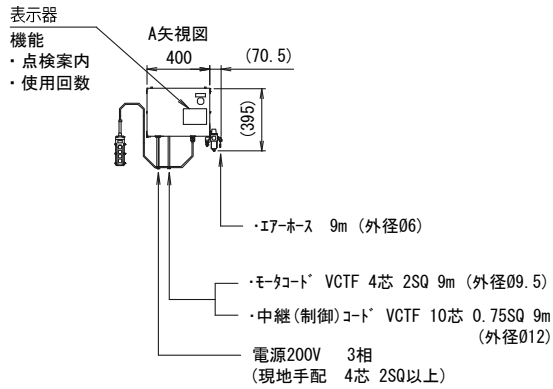 表示器
機能
・点検案内
・使用回数
A矢視図
400
(70.5)
(395)
・ｴｱｰﾎｰｽ 9m (外径Ø6)
・ﾓｰﾀｺｰﾄﾞ VCTF 4芯 2SQ 9m (外径Ø9.5)
・中継(制御)ｺｰﾄﾞ VCTF 10芯 0.75SQ 9m
(外径Ø12)
電源200V 3相
(現地手配 4芯 2SQ以上)